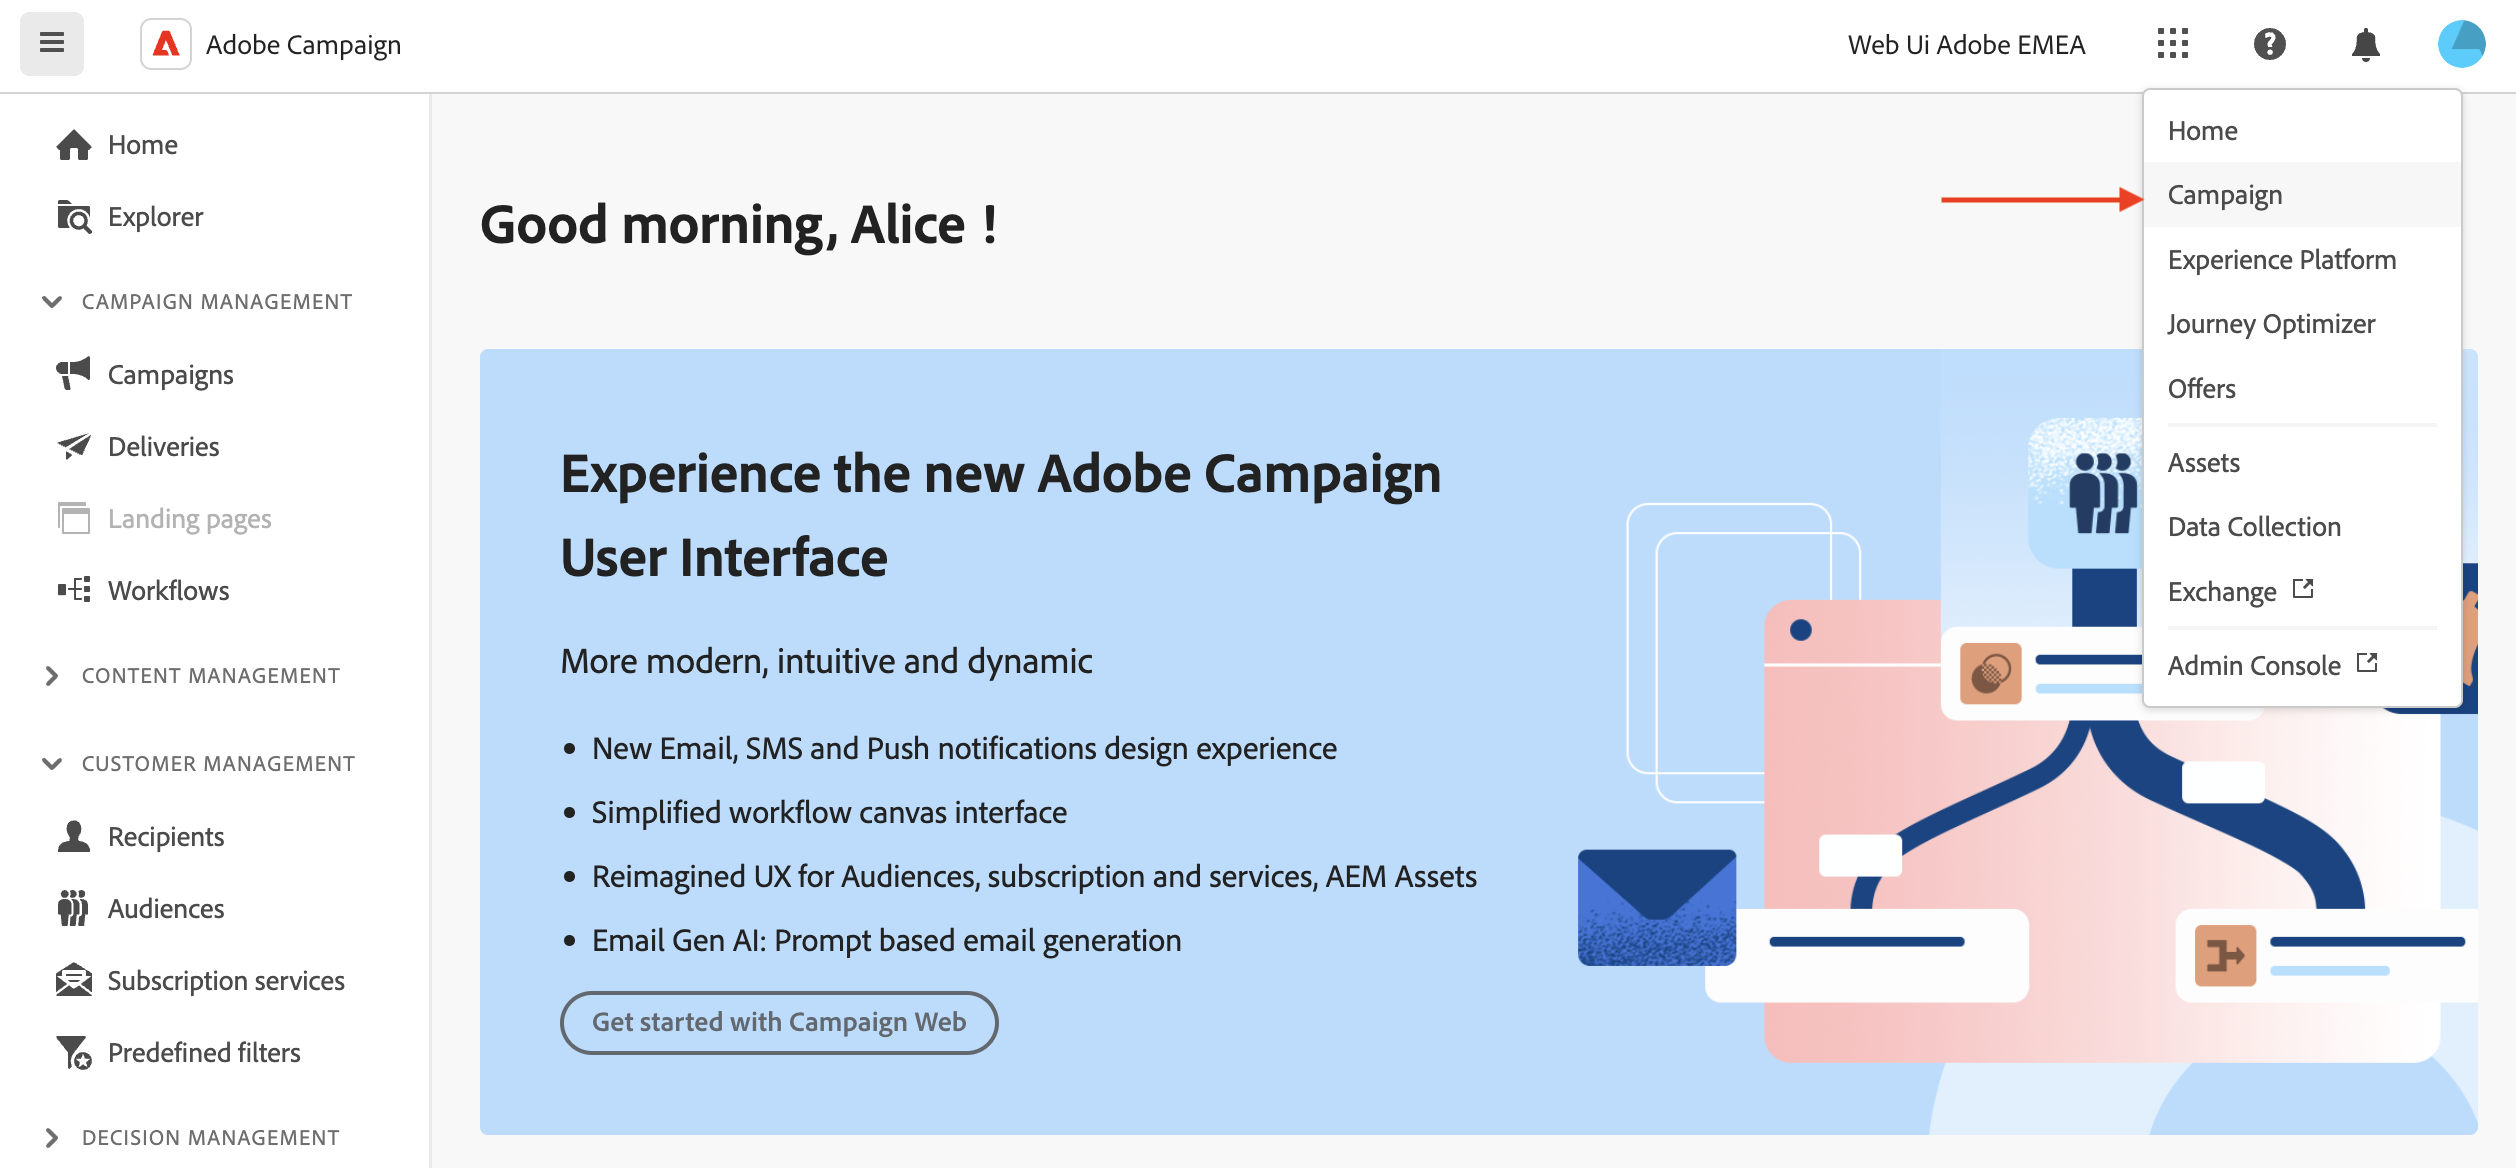 Adobe Campaign
Web Ui Adobe EMEA
Home
Explorer
CAMPAIGN MANAGEMENT
Campaigns
Deliveries
Landing pages
Workflows
CONTENT MANAGEMENT
CUSTOMER MANAGEMENT
Recipients
Audiences
Subscription services
Predefined filters
DECISION MANAGEMENT
Good morning, Alice !
Experience the new Adobe Campaign
User Interface
More modern, intuitive and dynamic
• New Email, SMS and Push notifications design experience
• Simplified workflow canvas interface
• Reimagined UX for Audiences, subscription and services, AEM Assets
• Email Gen AI: Prompt based email generation
Get started with Campaign Web
Home
Campaign
Experience Platform
Journey Optimizer
Offers
Assets
Data Collection
Exchange
Admin Console